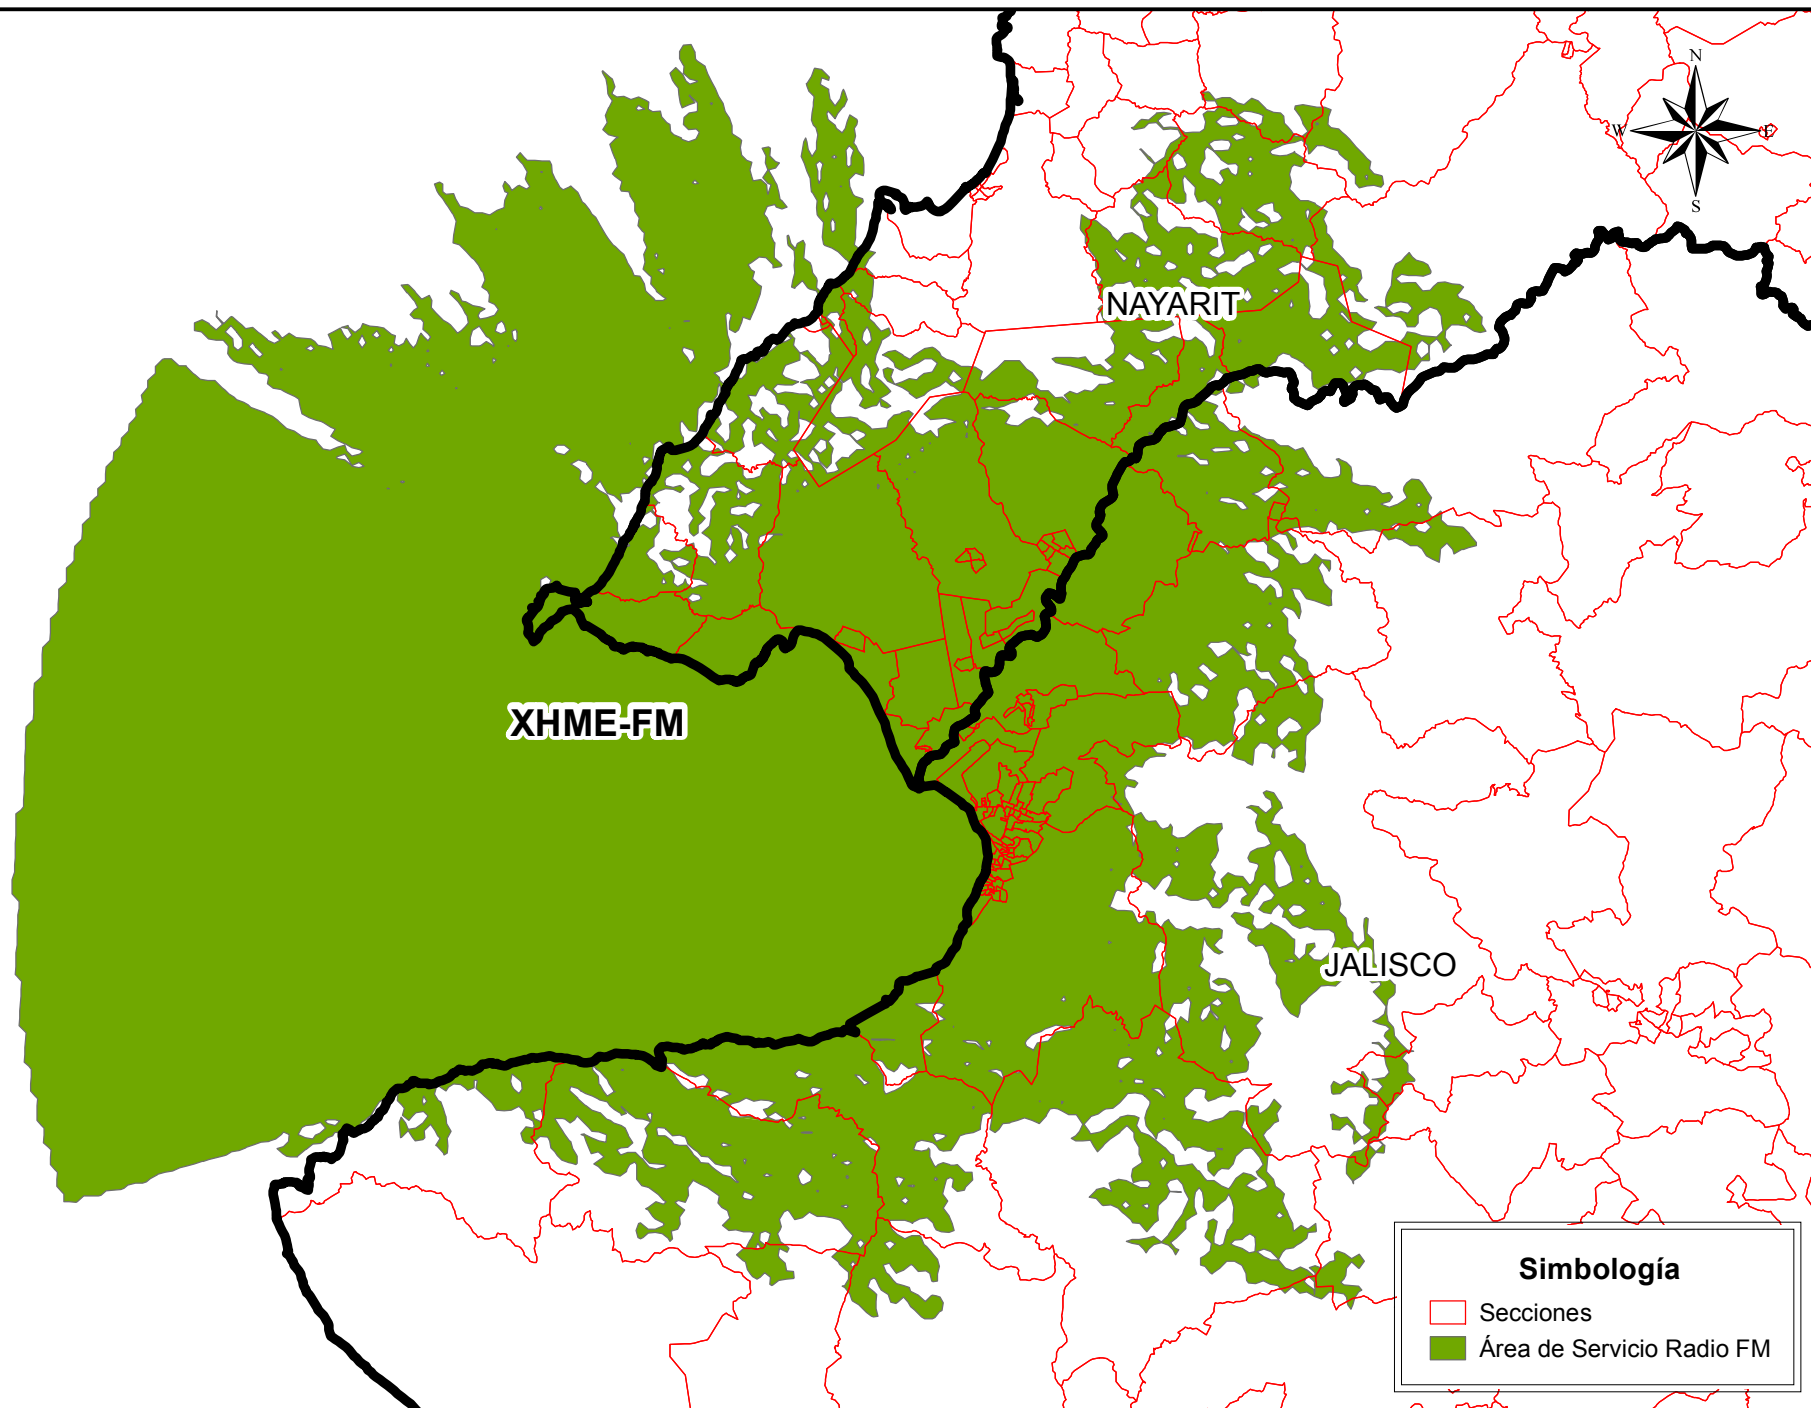 N
W
E
S
NAYARIT
XHME-FM
JALISCO
Simbología
Secciones
Área de Servicio Radio FM